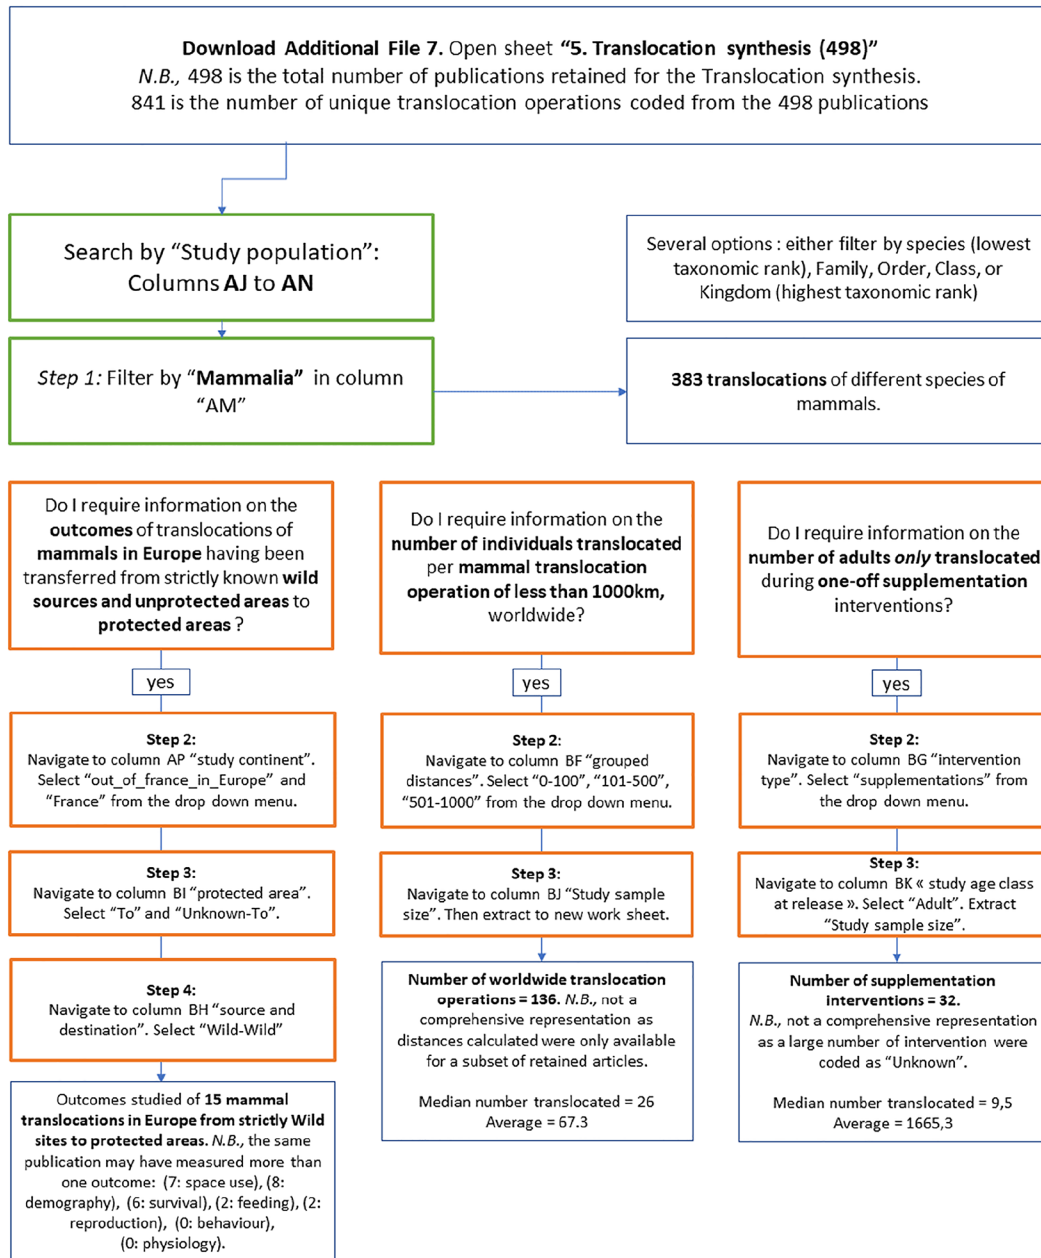 Download Additional File 7. Open sheet “5. Translocation synthesis (498)”
N.B., 498 is the total number of publications retained for the Translocation synthesis.
841 is the number of unique translocation operations coded from the 498 publications
Search by “Study population”:
Columns AJ to AN
Several options : either filter by species (lowest
taxonomic rank), Family, Order, Class, or
Kingdom (highest taxonomic rank)
Step 1: Filter by “Mammalia” in column
“AM”
383 translocations of different species of
mammals.
Do I require information on the
outcomes of translocations of
mammals in Europe having been
transferred from strictly known wild
sources and unprotected areas to
protected areas ?
yes
Step 2:
Navigate to column AP “study continent”.
Select “out_of_france_in_Europe” and
“France” from the drop down menu.
Step 3:
Navigate to column BI “protected area”.
Select “To” and “Unknown-To”.
Step 4:
Navigate to column BH “source and
destination”. Select “Wild-Wild”
Outcomes studied of 15 mammal
translocations in Europe from strictly Wild
sites to protected areas. N.B., the same
publication may have measured more than
one outcome: (7: space use), (8:
demography), (6: survival), (2: feeding), (2:
reproduction), (0: behaviour),
(0: physiology).
Do I require information on the
number of individuals translocated
per mammal translocation
operation of less than 1000km,
worldwide?
yes
Step 2:
Navigate to column BF “grouped
distances”. Select “0-100”, “101-500”,
“501-1000” from the drop down menu.
Step 3:
Navigate to column BJ “Study sample
size”. Then extract to new work sheet.
Number of worldwide translocation
operations = 136. N.B., not a
comprehensive representation as
distances calculated were only available
for a subset of retained articles.
Median number translocated = 26
Average = 67.3
Do I require information on the
number of adults only translocated
during one-off supplementation
interventions?
yes
Step 2:
Navigate to column BG “intervention
type”. Select “supplementations” from
the drop down menu.
Step 3:
Navigate to column BK « study age class
at release ». Select “Adult”. Extract
“Study sample size”.
Number of supplementation
interventions = 32.
N.B., not a comprehensive representation
as a large number of intervention were
coded as “Unknown”.
Median number translocated = 9,5
Average = 1665,3